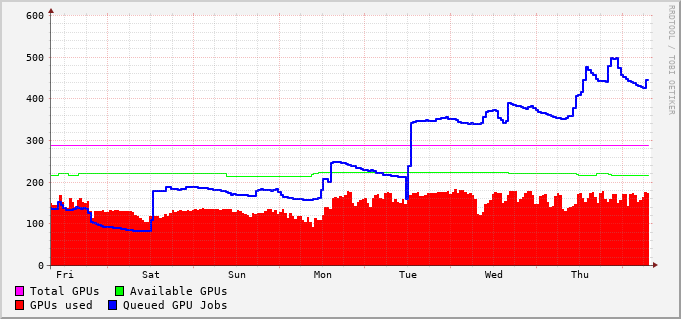 600
500
400
300
200
100
0
Fri Sat Sun Mon Tue Wed Thu
Total GPUs Available GPUs
GPUs used Queued GPU Jobs
RRDTOOL / TOBI OETIKER